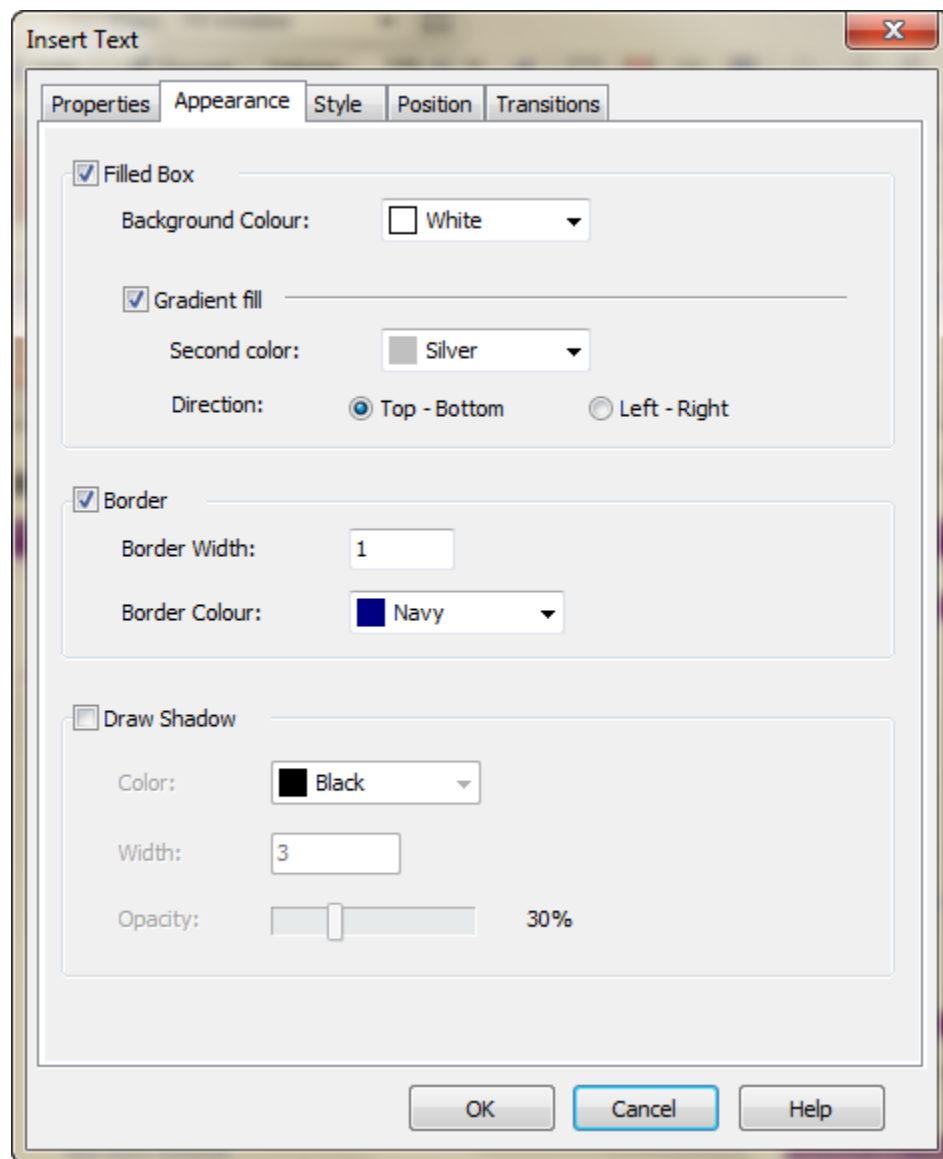 Insert Text
Properties Appearance Style Position Transitions
Filled Box
Background Colour: White
Gradient fill
Second color: Silver
Direction: Top - Bottom Left - Right
Border
Border Width: 1
Border Colour: Navy
Draw Shadow
Color: Black
Width: 3
Opacity: 30%
OK Cancel Help